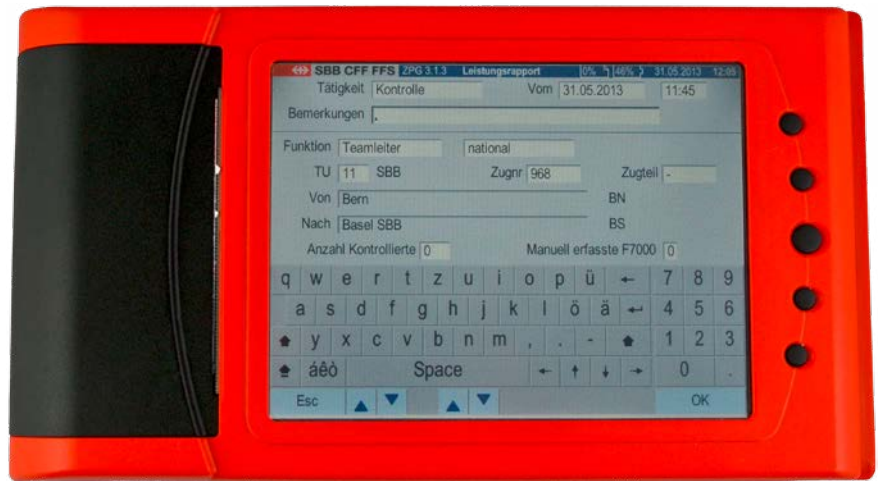 SBB CFF FFS ZPG 3.1.3 Leistungsrapport 0% 46% 31.05.2013 12:05
Tätigkeit Kontrolle Vom 31.05.2013 11:45
Bemerkungen .
Funktion Teamleiter national
TU 11 SBB Zugnr 968 Zugteil -
Von Bern BN
Nach Basel SBB BS
Anzahl Kontrollierte 0 Manuell erfasste F7000 0
q w e r t z u i o p ü ← 7 8 9
a s d f g h j k l ö ä ↵ 4 5 6
y x c v b n m , . - 1 2 3
áêò Space ← ↑ ↓ → 0 .
Esc OK